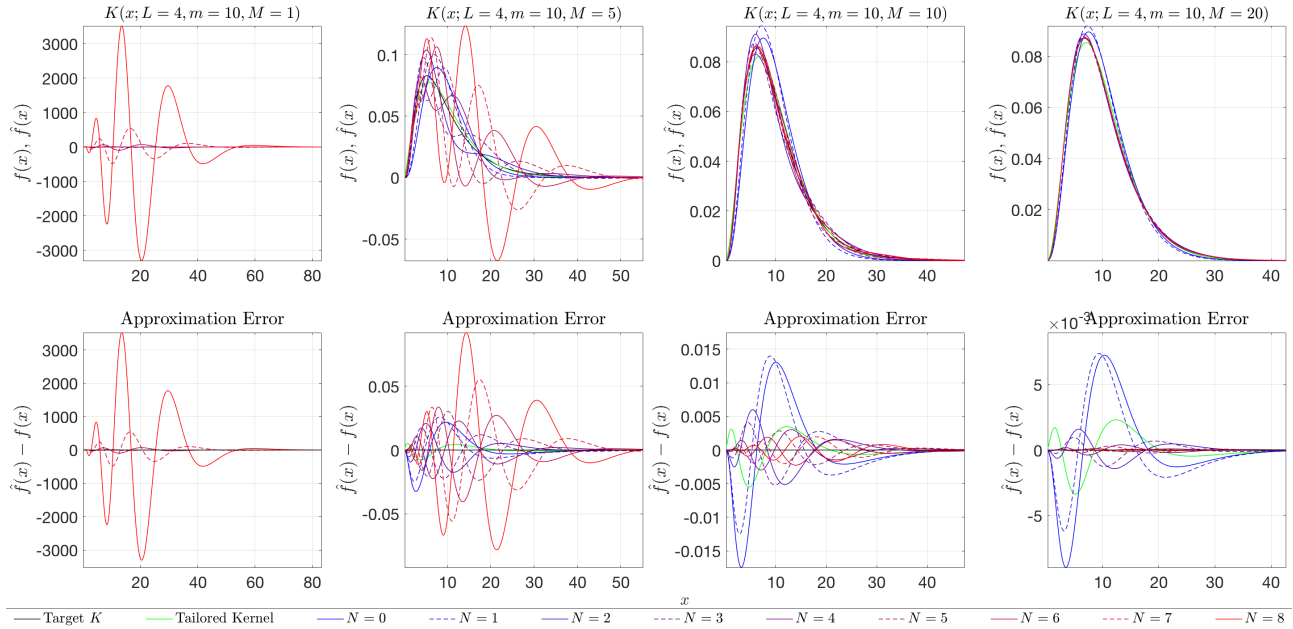 K(x; L = 4, m = 10, M = 1)
f(x), f̂(x)
3000
2000
1000
0
-1000
-2000
-3000
20 40 60 80
K(x; L = 4, m = 10, M = 5)
f(x), f̂(x)
0.1
0.05
0
-0.05
10 20 30 40 50
K(x; L = 4, m = 10, M = 10)
f(x), f̂(x)
0.08
0.06
0.04
0.02
0
10 20 30 40
K(x; L = 4, m = 10, M = 20)
f(x), f̂(x)
0.08
0.06
0.04
0.02
10 20 30 40
Approximation Error
f̂(x) − f(x)
3000
2000
1000
0
-1000
-2000
-3000
20 40 60 80
Approximation Error
f̂(x) − f(x)
0.05
0
-0.05
10 20 30 40 50
Approximation Error
f̂(x) − f(x)
0.015
0.01
0.005
0
-0.005
-0.01
-0.015
10 20 30 40
×10⁻³
Approximation Error
f̂(x) − f(x)
5
0
-5
10 20 30 40
x
Target K Tailored Kernel N = 0 N = 1 N = 2 N = 3 N = 4 N = 5 N = 6 N = 7 N = 8